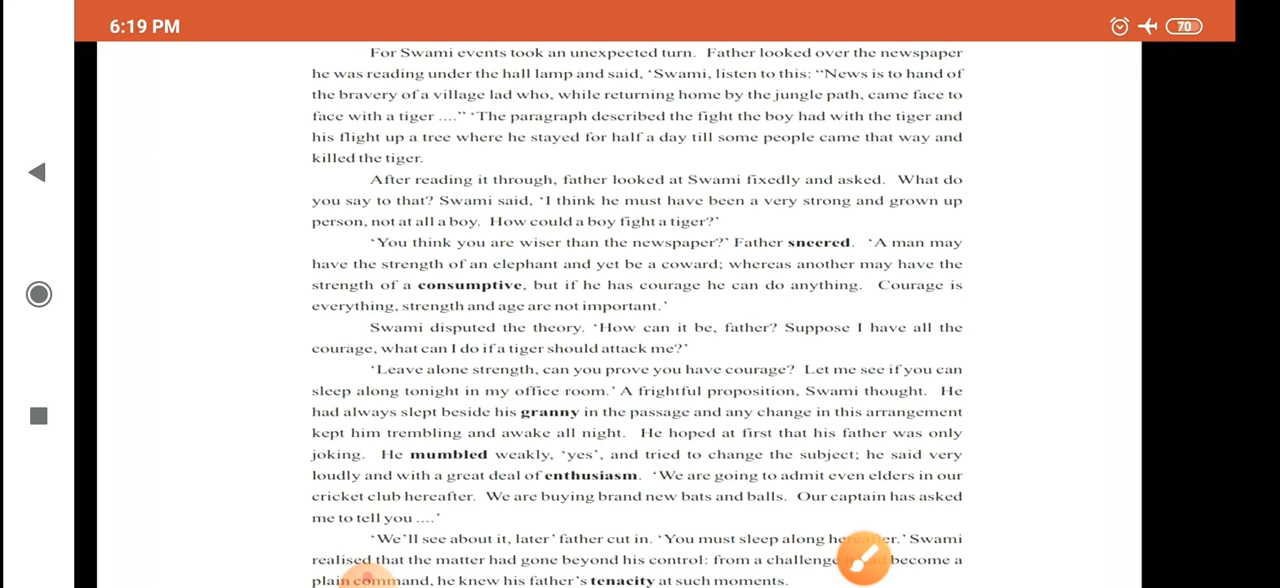 6:19 PM
70
For Swami events took an unexpected turn. Father looked over the newspaper
he was reading under the hall lamp and said, ‘Swami, listen to this: “News is to hand of
the bravery of a village lad who, while returning home by the jungle path, came face to
face with a tiger ....” ‘The paragraph described the fight the boy had with the tiger and
his flight up a tree where he stayed for half a day till some people came that way and
killed the tiger.
After reading it through, father looked at Swami fixedly and asked. What do
you say to that? Swami said, ‘I think he must have been a very strong and grown up
person, not at all a boy. How could a boy fight a tiger?’
‘You think you are wiser than the newspaper?’ Father sneered. ‘A man may
have the strength of an elephant and yet be a coward; whereas another may have the
strength of a consumptive, but if he has courage he can do anything. Courage is
everything, strength and age are not important.’
Swami disputed the theory. ‘How can it be, father? Suppose I have all the
courage, what can I do if a tiger should attack me?’
‘Leave alone strength, can you prove you have courage? Let me see if you can
sleep along tonight in my office room.’ A frightful proposition, Swami thought. He
had always slept beside his granny in the passage and any change in this arrangement
kept him trembling and awake all night. He hoped at first that his father was only
joking. He mumbled weakly, ‘yes’, and tried to change the subject; he said very
loudly and with a great deal of enthusiasm. ‘We are going to admit even elders in our
cricket club hereafter. We are buying brand new bats and balls. Our captain has asked
me to tell you ....’
‘We’ll see about it, later’ father cut in. ‘You must sleep along hereafter.’ Swami
realised that the matter had gone beyond his control: from a challenge become a
plain command, he knew his father’s tenacity at such moments.